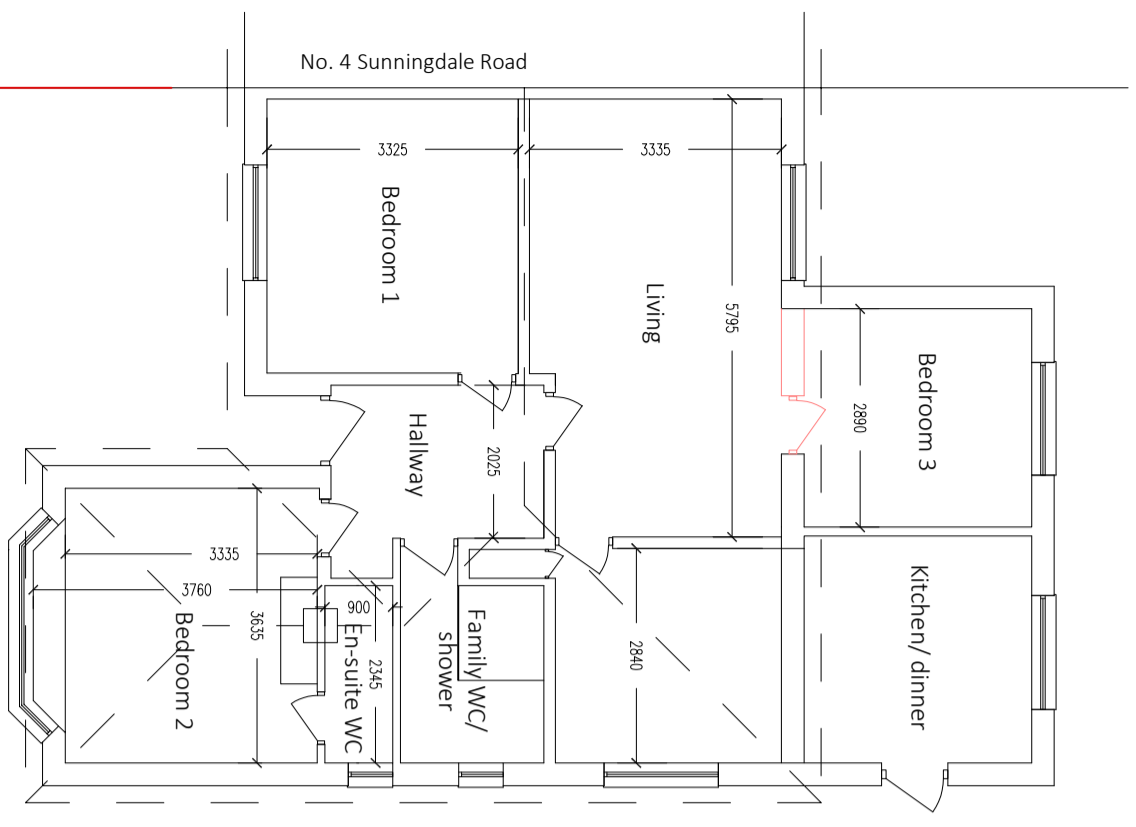 No. 4 Sunningdale Road
3325
3335
Bedroom 1
Living
5795
Bedroom 3
2890
Hallway
2025
3335
3760
3635
Bedroom 2
900
En-suite WC
2345
Family WC/
shower
2840
Kitchen/ dinner